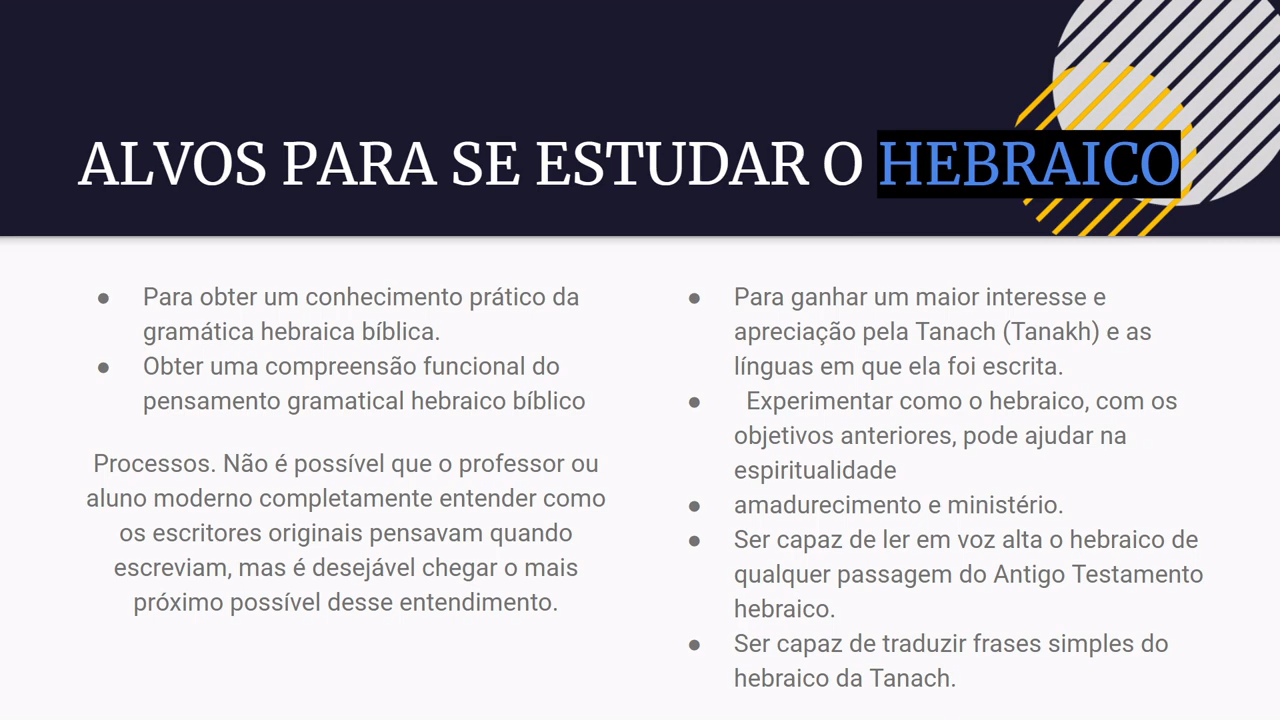 ALVOS PARA SE ESTUDAR O HEBRAICO
● Para obter um conhecimento prático da
gramática hebraica bíblica.
● Obter uma compreensão funcional do
pensamento gramatical hebraico bíblico
Processos. Não é possível que o professor ou
aluno moderno completamente entender como
os escritores originais pensavam quando
escreviam, mas é desejável chegar o mais
próximo possível desse entendimento.
● Para ganhar um maior interesse e
apreciação pela Tanach (Tanakh) e as
línguas em que ela foi escrita.
● Experimentar como o hebraico, com os
objetivos anteriores, pode ajudar na
espiritualidade
● amadurecimento e ministério.
● Ser capaz de ler em voz alta o hebraico de
qualquer passagem do Antigo Testamento
hebraico.
● Ser capaz de traduzir frases simples do
hebraico da Tanach.